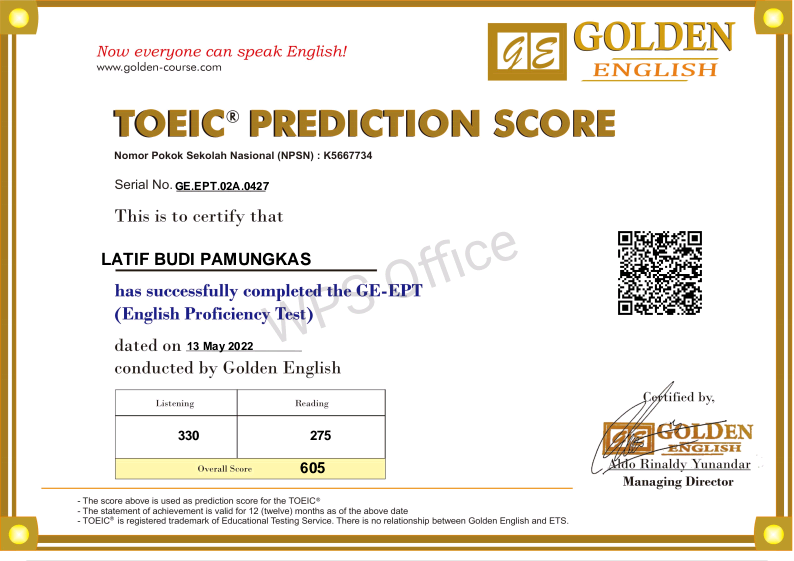 Now everyone can speak English!
www.golden-course.com
GE GOLDEN
ENGLISH
TOEIC® PREDICTION SCORE
Nomor Pokok Sekolah Nasional (NPSN) : K5667734
Serial No. GE.EPT.02A.0427
This is to certify that
LATIF BUDI PAMUNGKAS
has successfully completed the GE-EPT
(English Proficiency Test)
dated on 13 May 2022
conducted by Golden English
WPS Office
Listening Reading
330 275
Overall Score 605
Certified by,
GE GOLDEN
ENGLISH
Aldo Rinaldy Yunandar
Managing Director
- The score above is used as prediction score for the TOEIC®
- The statement of achievement is valid for 12 (twelve) months as of the above date
- TOEIC® is registered trademark of Educational Testing Service. There is no relationship between Golden English and ETS.